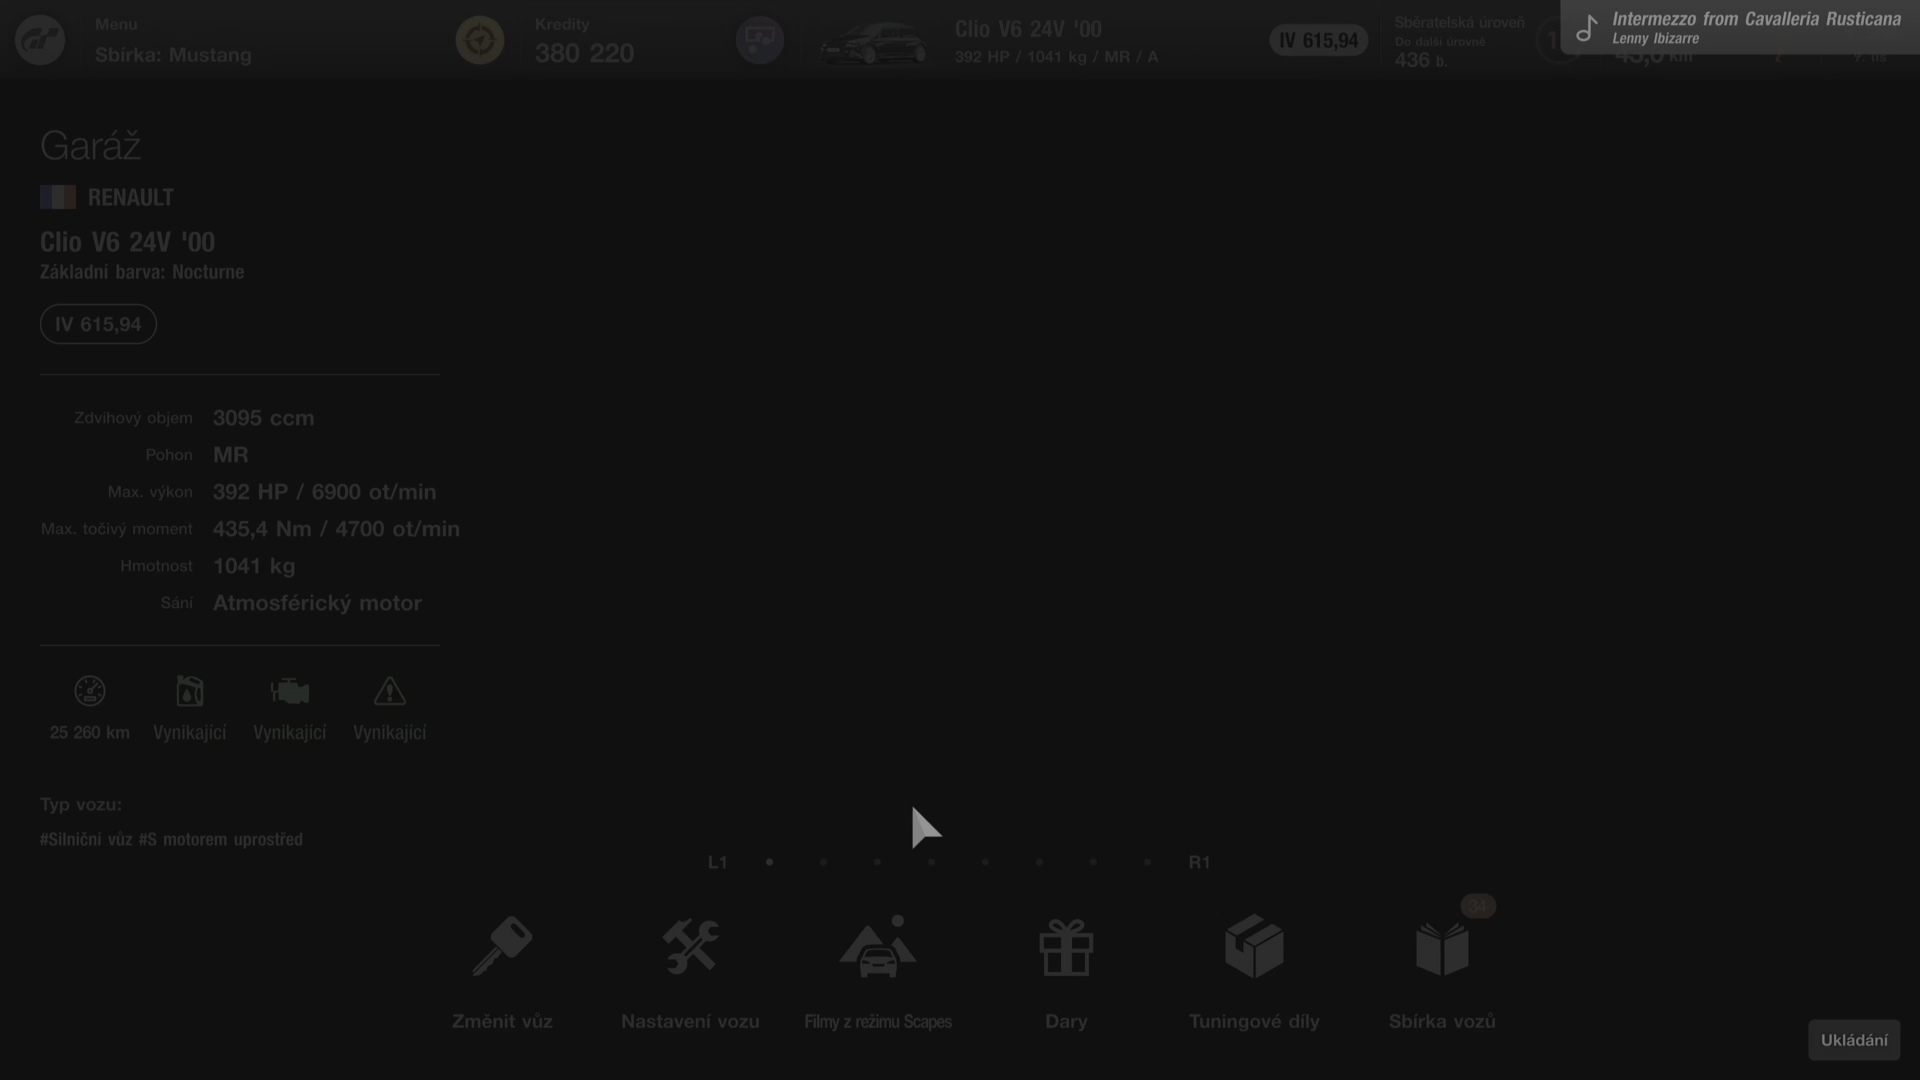 Menu
Sbírka: Mustang
Kredity
380 220
Clio V6 24V '00
392 HP / 1041 kg / MR / A
IV 615,94
Sběratelská úroveň
Do další úrovně
436 b.
Intermezzo from Cavalleria Rusticana
Lenny Ibizarre
Garáž
RENAULT
Clio V6 24V '00
Základní barva: Nocturne
IV 615,94
Zdvihový objem 3095 ccm
Pohon MR
Max. výkon 392 HP / 6900 ot/min
Max. točivý moment 435,4 Nm / 4700 ot/min
Hmotnost 1041 kg
Sání Atmosférický motor
25 260 km Vynikající Vynikající Vynikající
Typ vozu:
#Silniční vůz #S motorem uprostřed
L1 R1
34
Změnit vůz Nastavení vozu Filmy z režimu Scapes Dary Tuningové díly Sbírka vozů
Ukládání